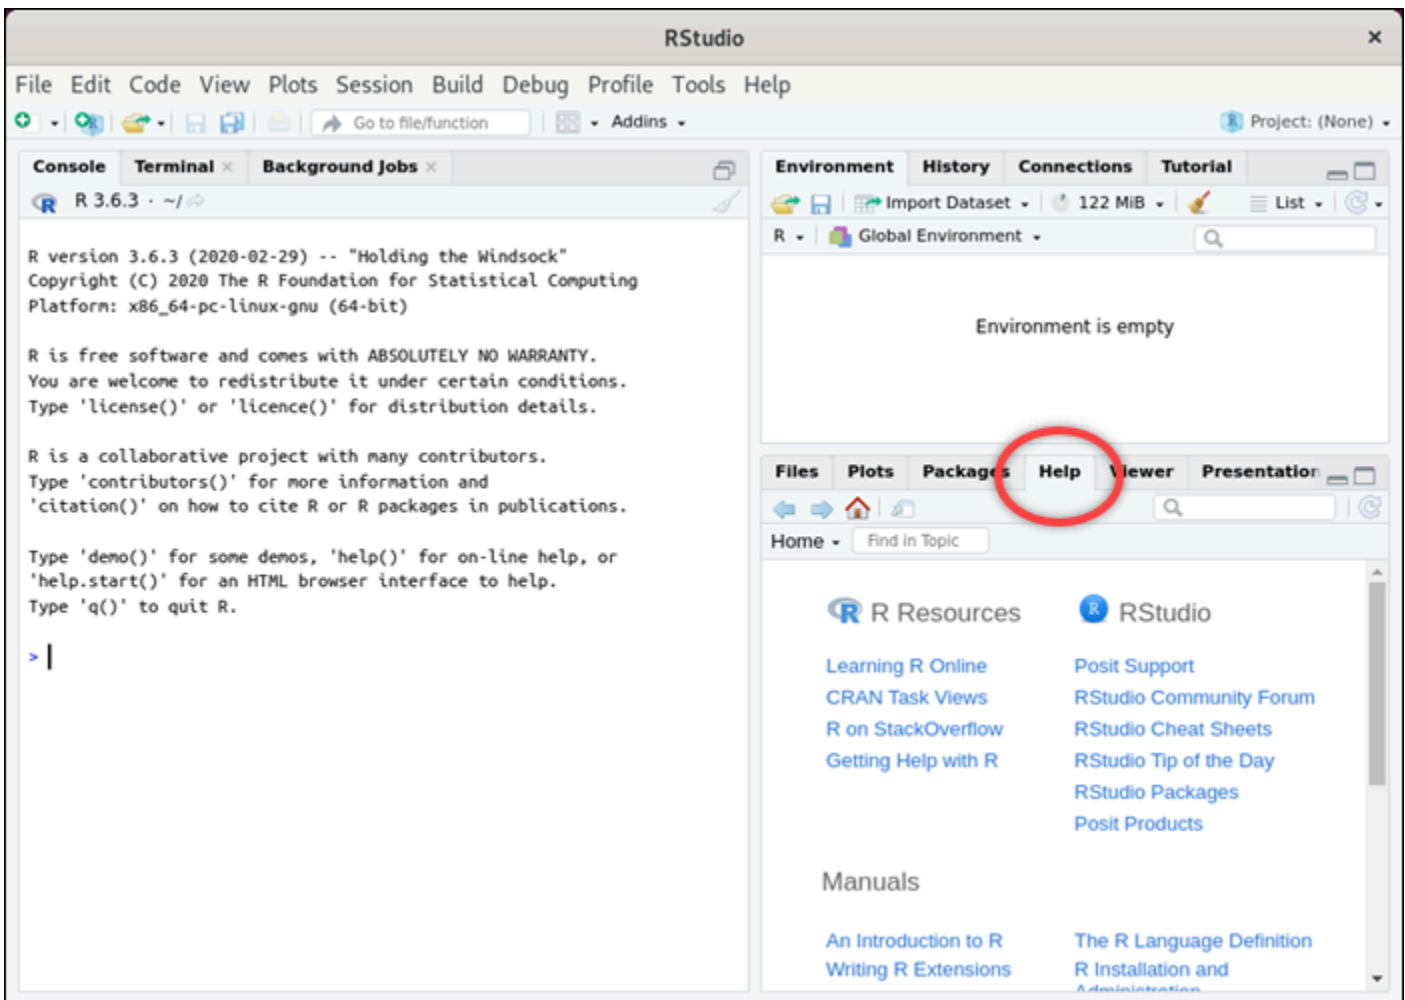 RStudio
File Edit Code View Plots Session Build Debug Profile Tools Help
Go to file/function Addins Project: (None)
Console Terminal Background Jobs
R 3.6.3 · ~/
R version 3.6.3 (2020-02-29) -- "Holding the Windsock"
Copyright (C) 2020 The R Foundation for Statistical Computing
Platform: x86_64-pc-linux-gnu (64-bit)
R is free software and comes with ABSOLUTELY NO WARRANTY.
You are welcome to redistribute it under certain conditions.
Type 'license()' or 'licence()' for distribution details.
R is a collaborative project with many contributors.
Type 'contributors()' for more information and
'citation()' on how to cite R or R packages in publications.
Type 'demo()' for some demos, 'help()' for on-line help, or
'help.start()' for an HTML browser interface to help.
Type 'q()' to quit R.
>
Environment History Connections Tutorial
Import Dataset 122 MiB List
R Global Environment
Environment is empty
Files Plots Packages Help Viewer Presentation
Home Find in Topic
R Resources
Learning R Online
CRAN Task Views
R on StackOverflow
Getting Help with R
RStudio
Posit Support
RStudio Community Forum
RStudio Cheat Sheets
RStudio Tip of the Day
RStudio Packages
Posit Products
Manuals
An Introduction to R
Writing R Extensions
The R Language Definition
R Installation and
Administration